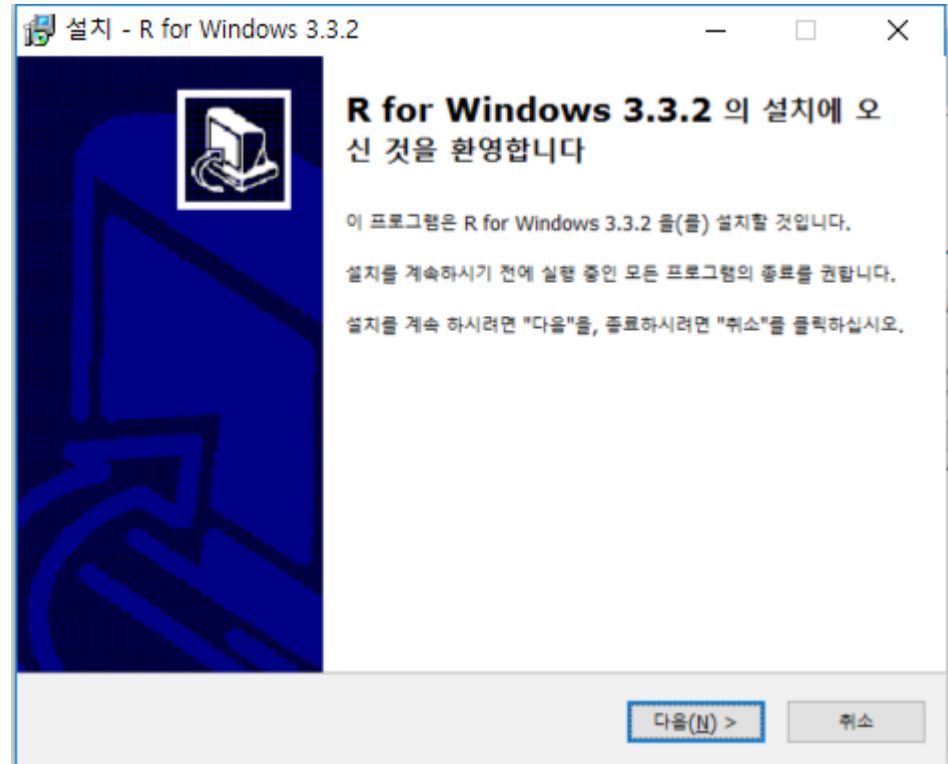 설치 - R for Windows 3.3.2
R for Windows 3.3.2 의 설치에 오
신 것을 환영합니다
이 프로그램은 R for Windows 3.3.2 을(를) 설치할 것입니다.
설치를 계속하시기 전에 실행 중인 모든 프로그램의 종료를 권합니다.
설치를 계속 하시려면 "다음"을, 종료하시려면 "취소"를 클릭하십시오.
다음(N) >
취소